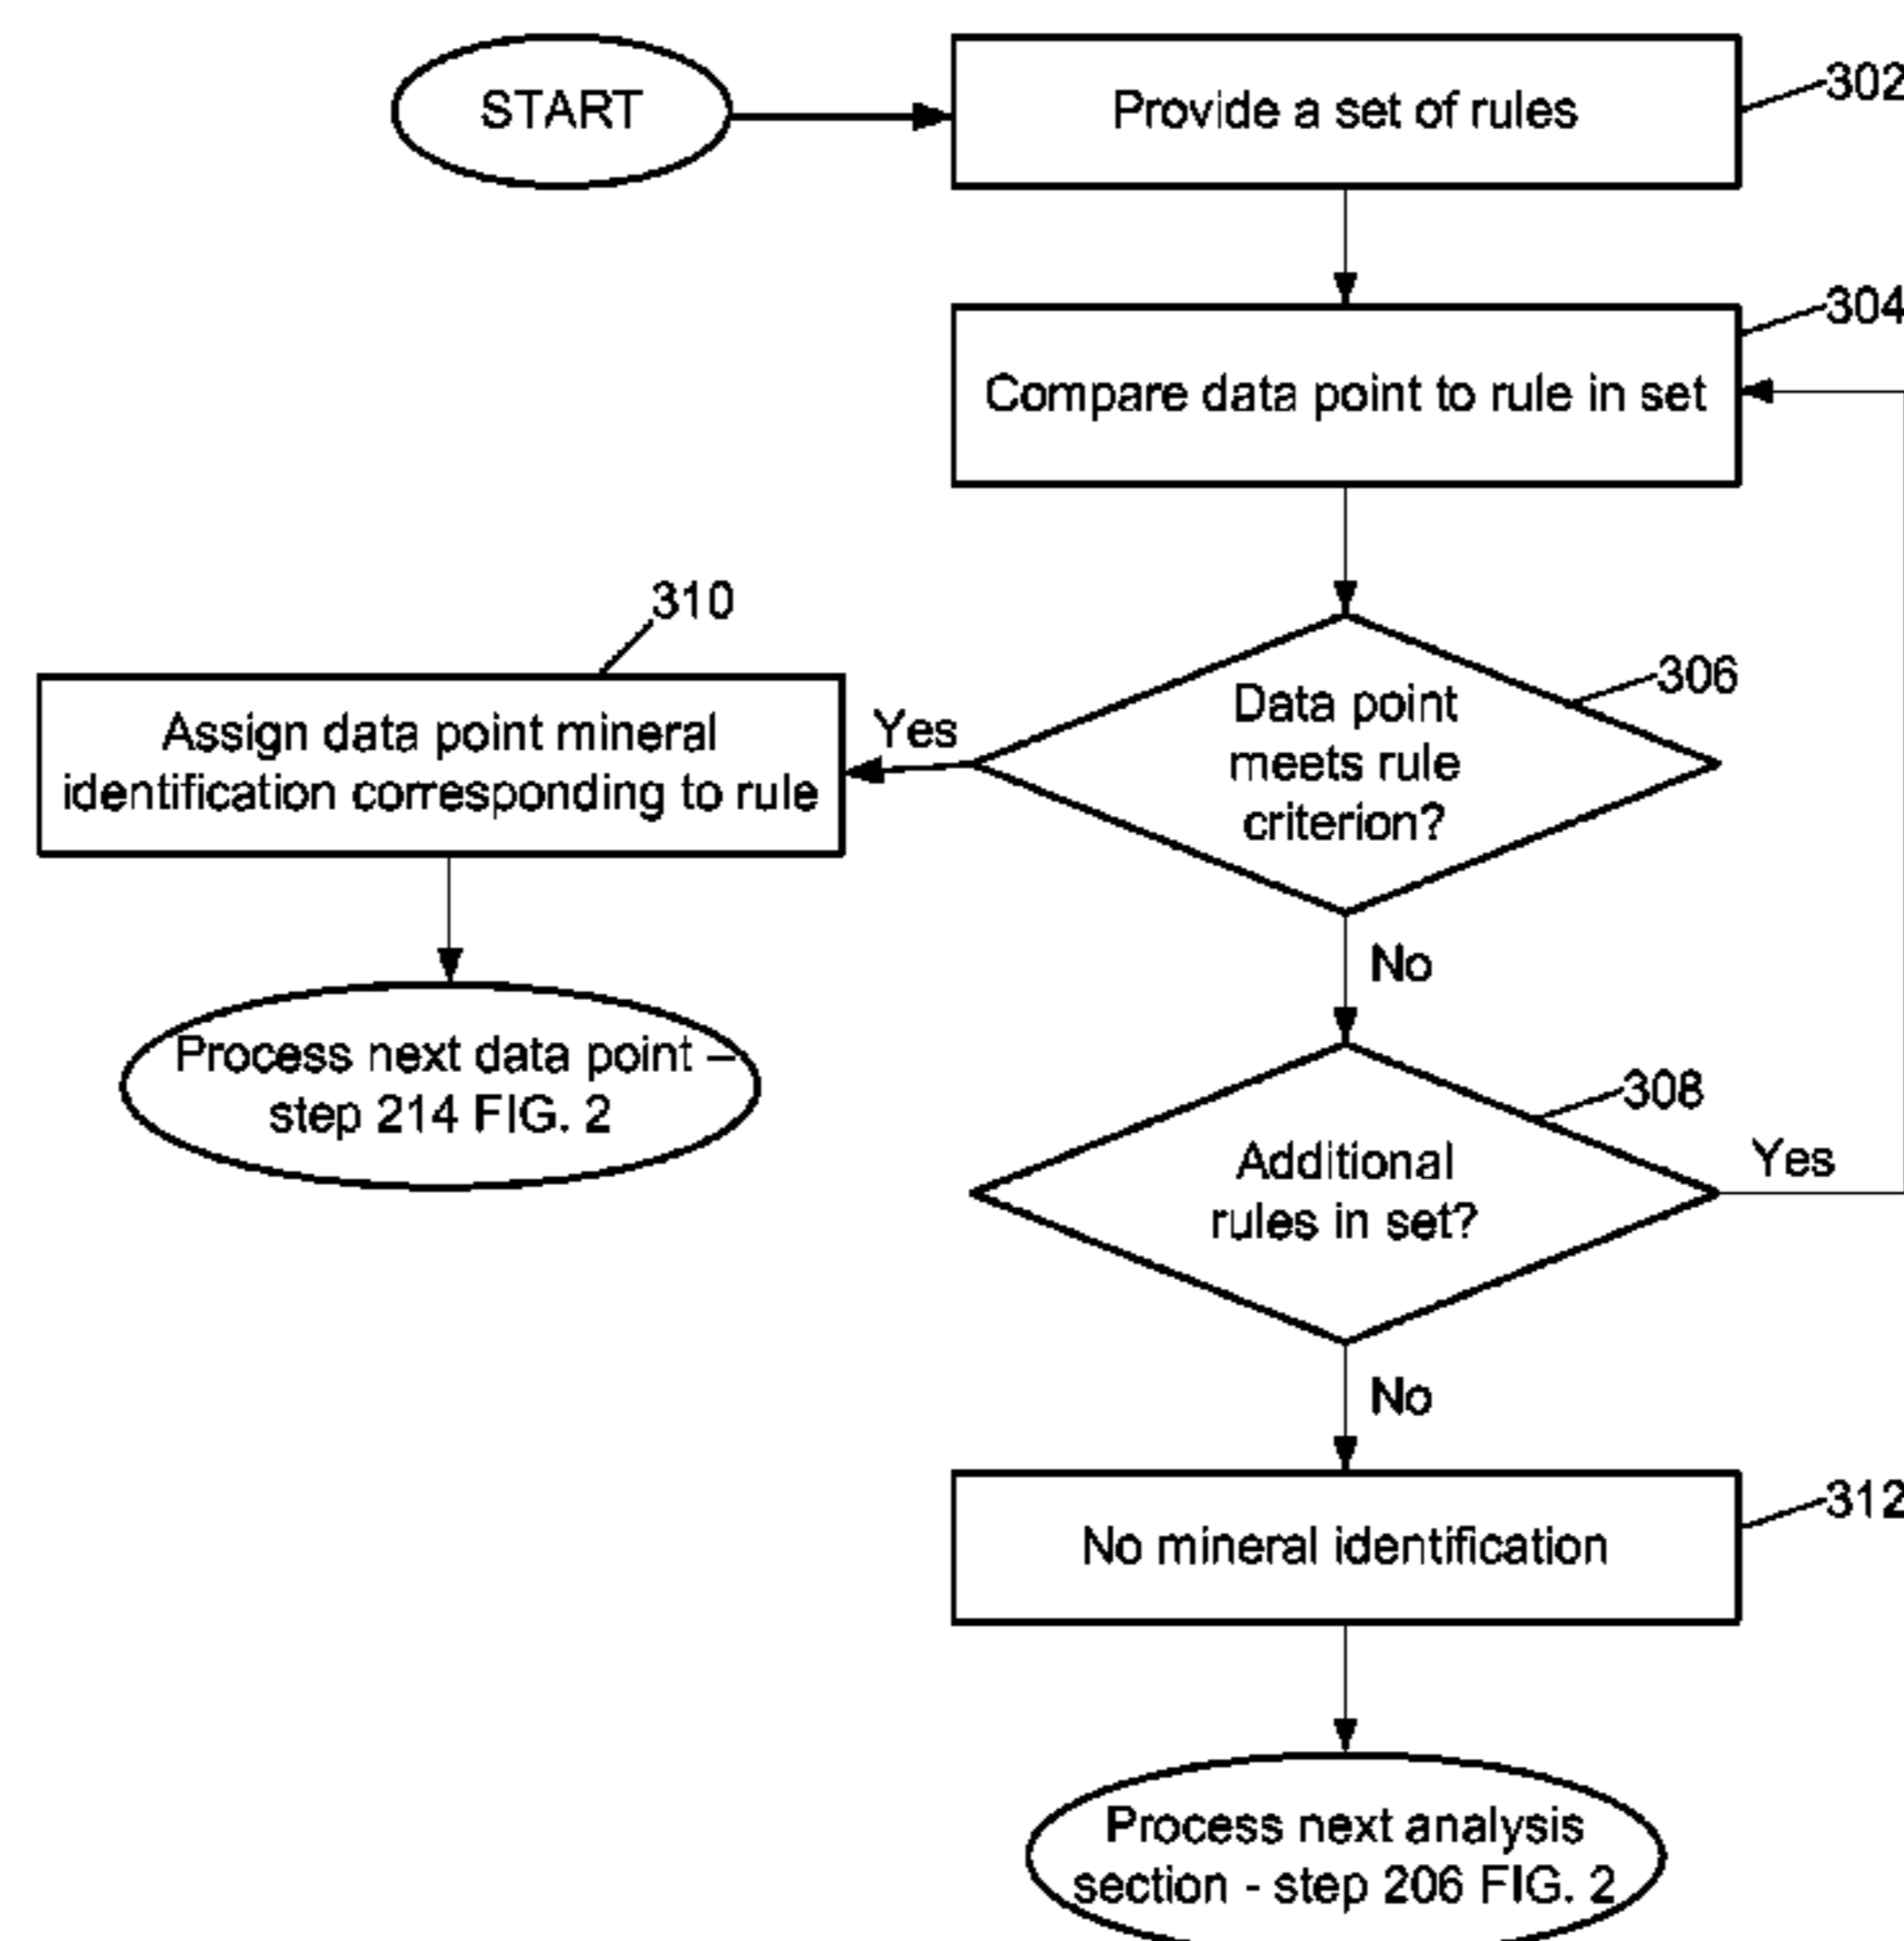 START
Provide a set of rules
302
304
Compare data point to rule in set
310
306
Data point
meets rule
criterion?
Yes
Assign data point mineral
identification corresponding to rule
No
Process next data point –
step 214 FIG. 2
308
Additional
rules in set?
Yes
No
312
No mineral identification
Process next analysis
section - step 206 FIG. 2